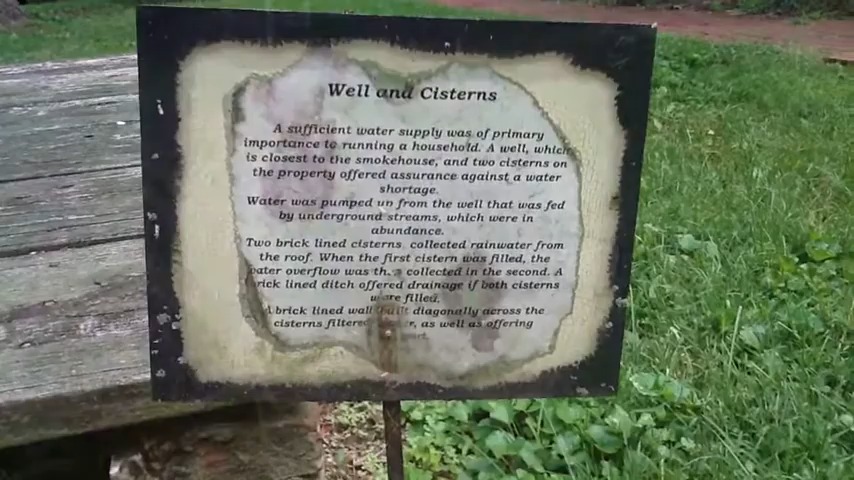 Well and Cisterns
A sufficient water supply was of primary
importance to running a household. A well, which
is closest to the smokehouse, and two cisterns on
the property offered assurance against a water
shortage.
Water was pumped up from the well that was fed
by underground streams, which were in
abundance.
Two brick lined cisterns collected rainwater from
the roof. When the first cistern was filled, the
water overflow was then collected in the second. A
brick lined ditch offered drainage if both cisterns
were filled.
A brick lined wall built diagonally across the
cisterns filtered as well as offering